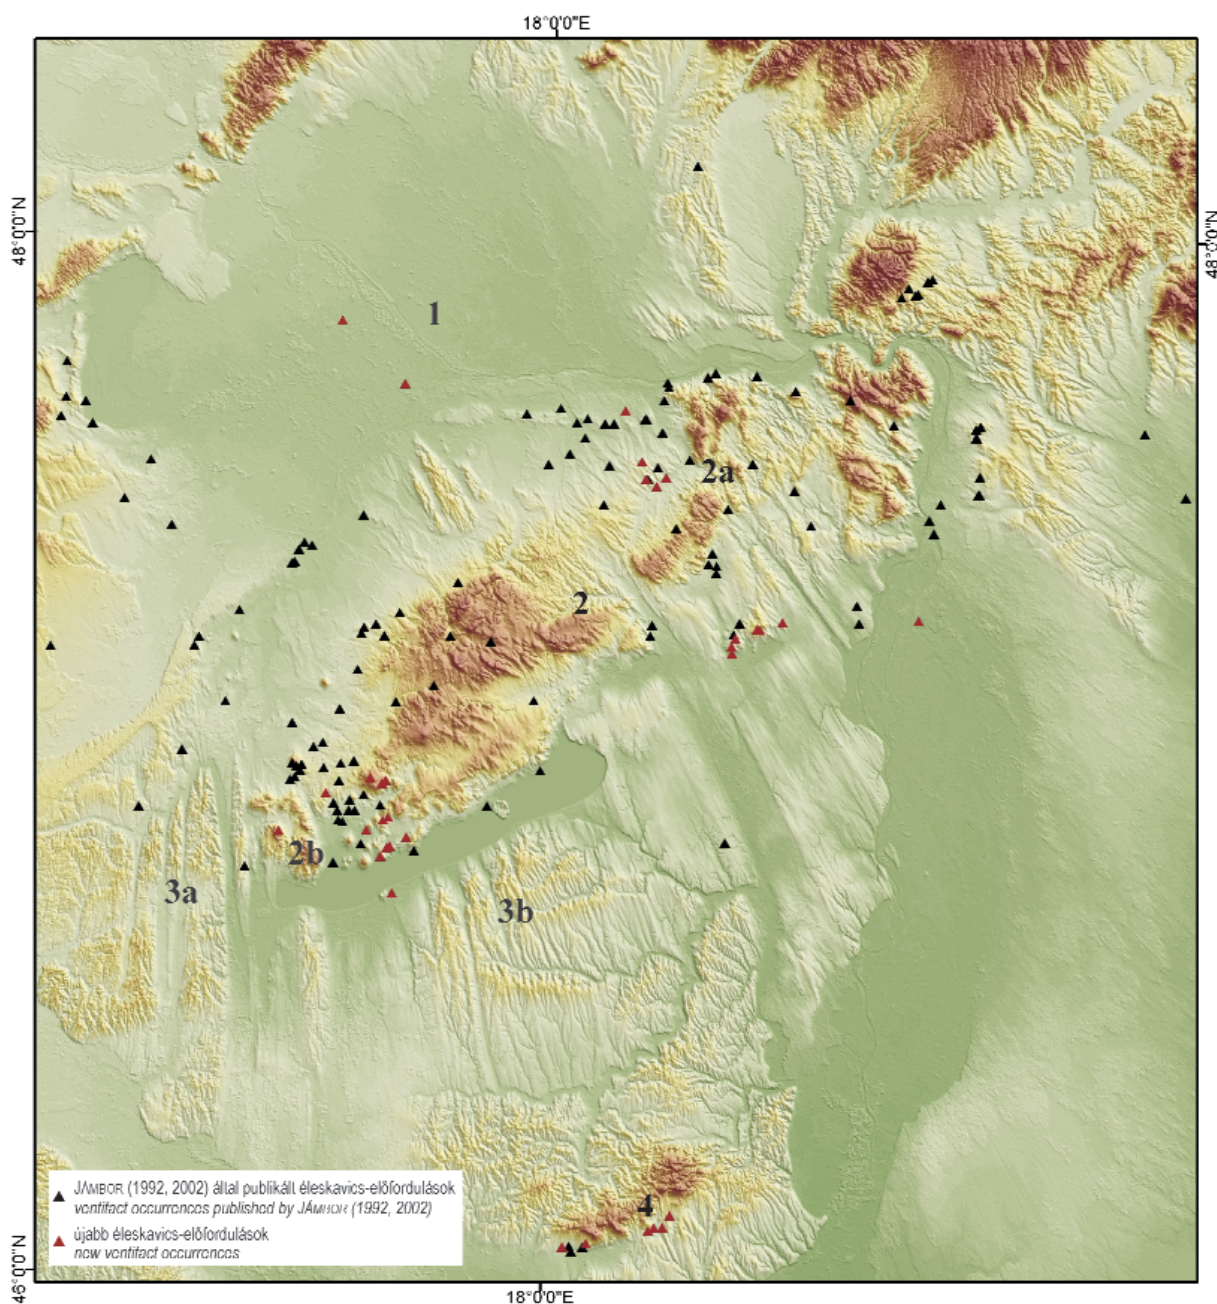 18°0'0"E
48°0'0"N
48°0'0"N
1
2a
2
2b
3a
3b
4
JÁMBOR (1992, 2002) által publikált éleskavics-előfordulások
ventifact occurrences published by JÁMBOR (1992, 2002)
újabb éleskavics-előfordulások
new ventifact occurrences
46°0'0"N
18°0'0"E